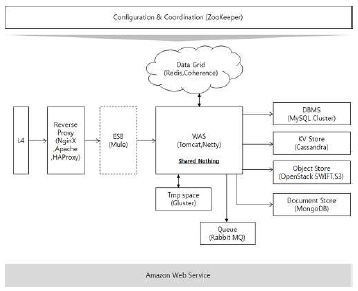 Configuration & Coordination (ZooKeeper)
Data Grid
(Redis,Coherence)
L4
Reverse
Proxy
(NginX
,Apache
,HAProxy)
ESB
(Mule)
WAS
(Tomcat,Netty)
Shared Nothing
DBMS
(MySQL Cluster)
KV Store
(Cassandra)
Object Store
(OpenStack SWIFT,S3)
Document Store
(MongoDB)
Tmp space
(Gluster)
Queue
(Rabbit MQ)
Amazon Web Service